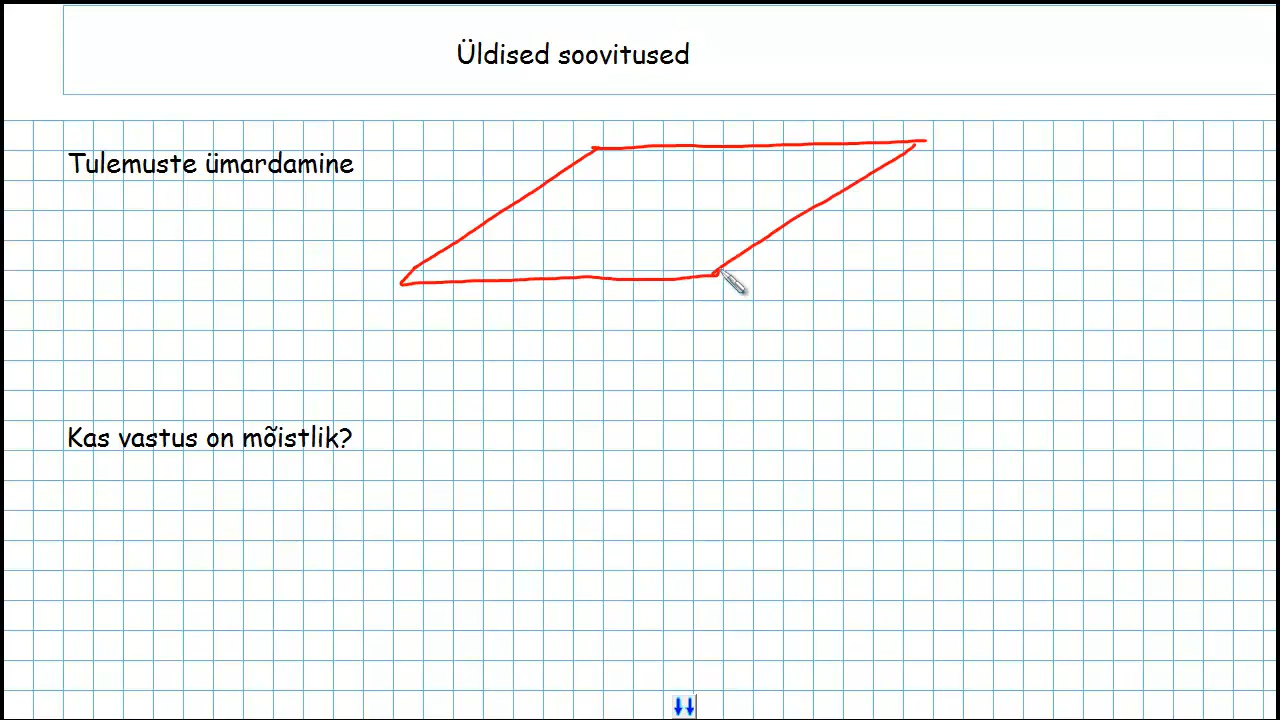 Üldised soovitused
Tulemuste ümardamine
Kas vastus on mõistlik?